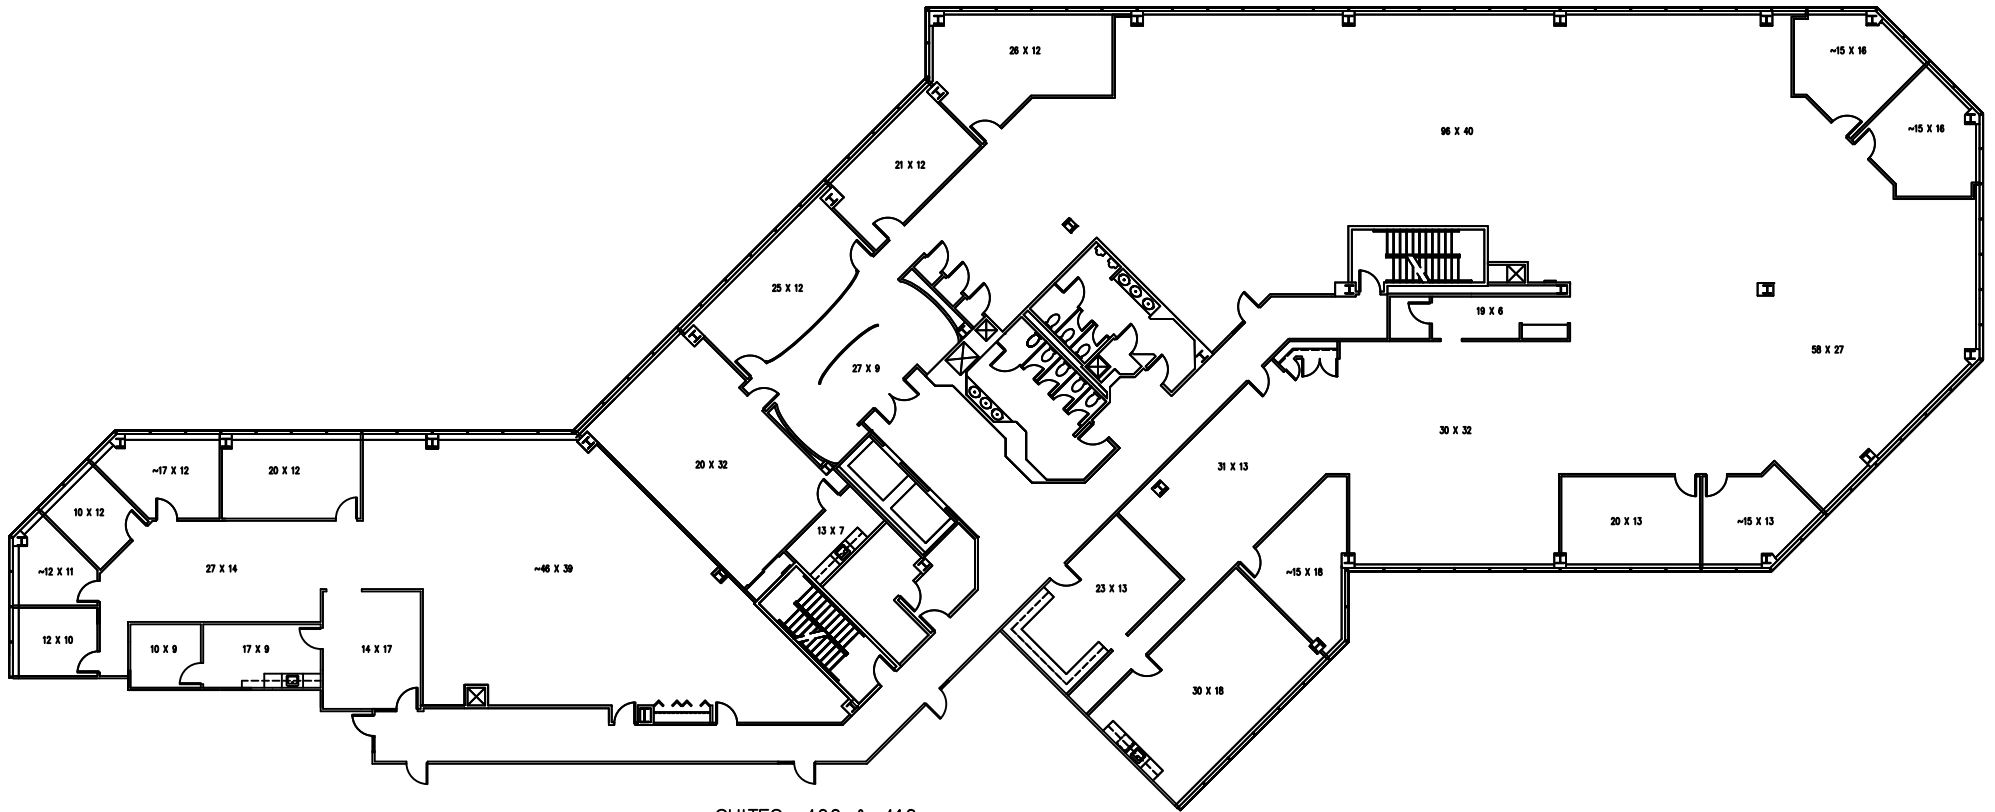 26 X 12
~15 X 16
96 X 40
~15 X 16
21 X 12
25 X 12
19 X 6
58 X 27
27 X 9
30 X 32
20 X 32
31 X 13
~17 X 12
20 X 12
10 X 12
13 X 7
20 X 13
~15 X 13
~12 X 11
27 X 14
~46 X 39
~15 X 18
23 X 13
12 X 10
10 X 9
17 X 9
14 X 17
30 X 18